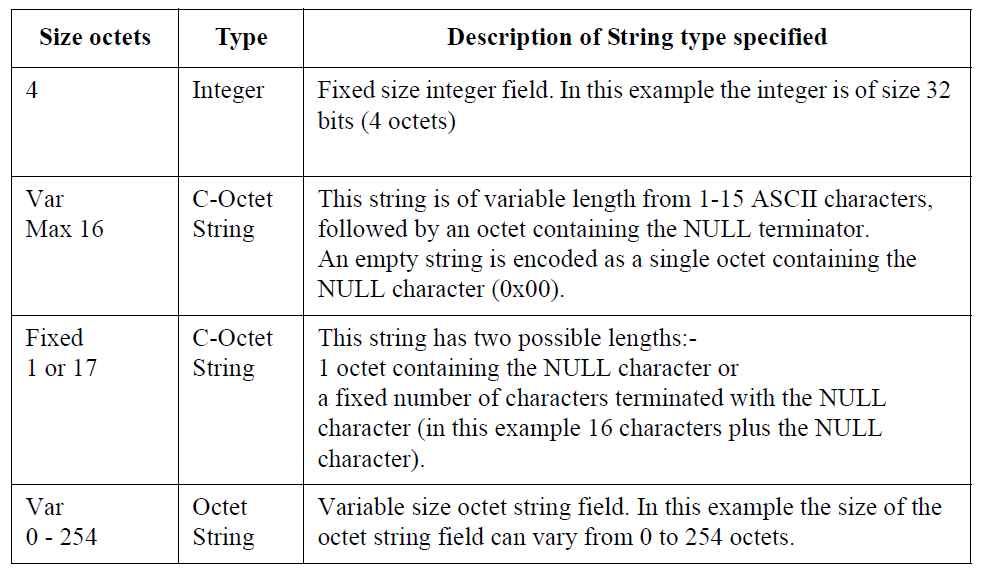 Size octets Type Description of String type specified
4 Integer Fixed size integer field. In this example the integer is of size 32
bits (4 octets)
Var C-Octet This string is of variable length from 1-15 ASCII characters,
Max 16 String followed by an octet containing the NULL terminator.
An empty string is encoded as a single octet containing the
NULL character (0x00).
Fixed C-Octet This string has two possible lengths:-
1 or 17 String 1 octet containing the NULL character or
a fixed number of characters terminated with the NULL
character (in this example 16 characters plus the NULL
character).
Var Octet Variable size octet string field. In this example the size of the
0 - 254 String octet string field can vary from 0 to 254 octets.